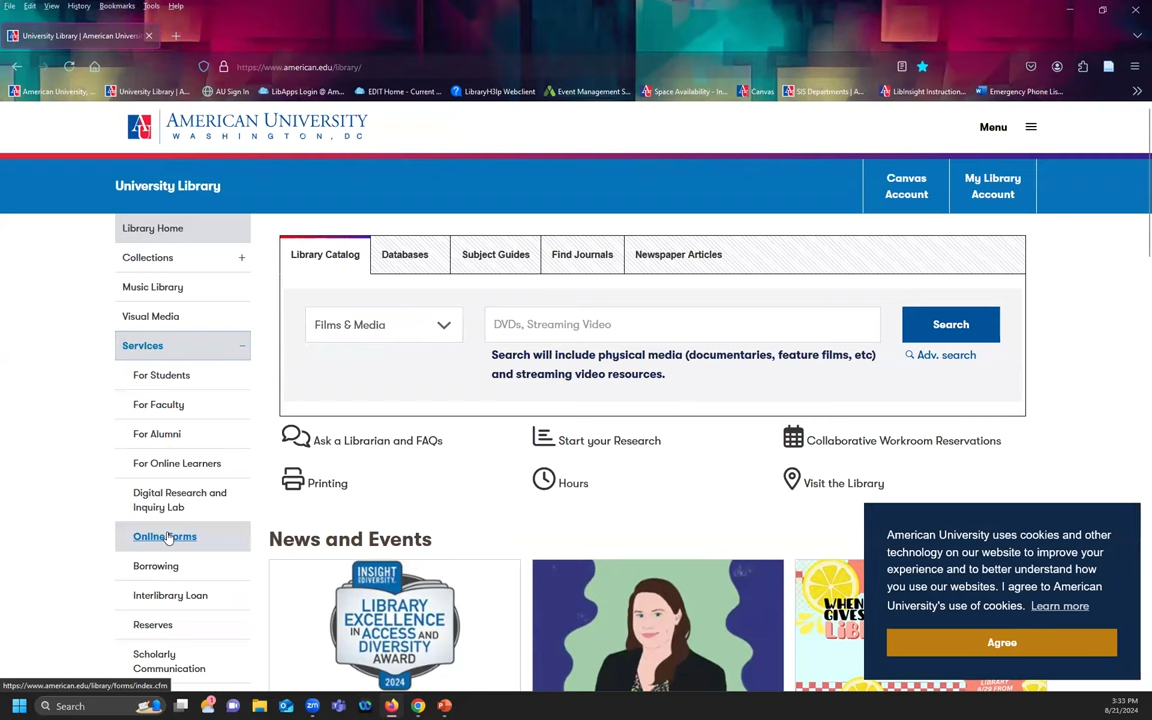 File Edit View History Bookmarks Tools Help
University Library | American Universi
https://www.american.edu/library/
American University, ... University Library | A... AU Sign In LibApps Login @ Am... EDIT Home - Current ... LibraryH3lp Webclient Event Management S... Space Availability - In... Canvas SIS Departments | A... LibInsight Instruction... Emergency Phone Lis...
AMERICAN UNIVERSITY
WASHINGTON, DC
Menu
University Library
Canvas Account
My Library Account
Library Home
Collections +
Music Library
Visual Media
Services −
For Students
For Faculty
For Alumni
For Online Learners
Digital Research and
Inquiry Lab
Online Forms
Borrowing
Interlibrary Loan
Reserves
Scholarly
Communication
Library Catalog Databases Subject Guides Find Journals Newspaper Articles
Films & Media DVDs, Streaming Video Search
Search will include physical media (documentaries, feature films, etc)
and streaming video resources.
Adv. search
Ask a Librarian and FAQs Start your Research Collaborative Workroom Reservations
Printing Hours Visit the Library
News and Events
INSIGHT
INTO DIVERSITY
LIBRARY
EXCELLENCE
IN ACCESS AND
DIVERSITY
AWARD
2024
WHEN
GIVES
LIB
LIBRARY
8/29 FROM
American University uses cookies and other
technology on our website to improve your
experience and to better understand how
you use our websites. I agree to American
University's use of cookies. Learn more
Agree
https://www.american.edu/library/forms/index.cfm
Search
3:33 PM
8/21/2024